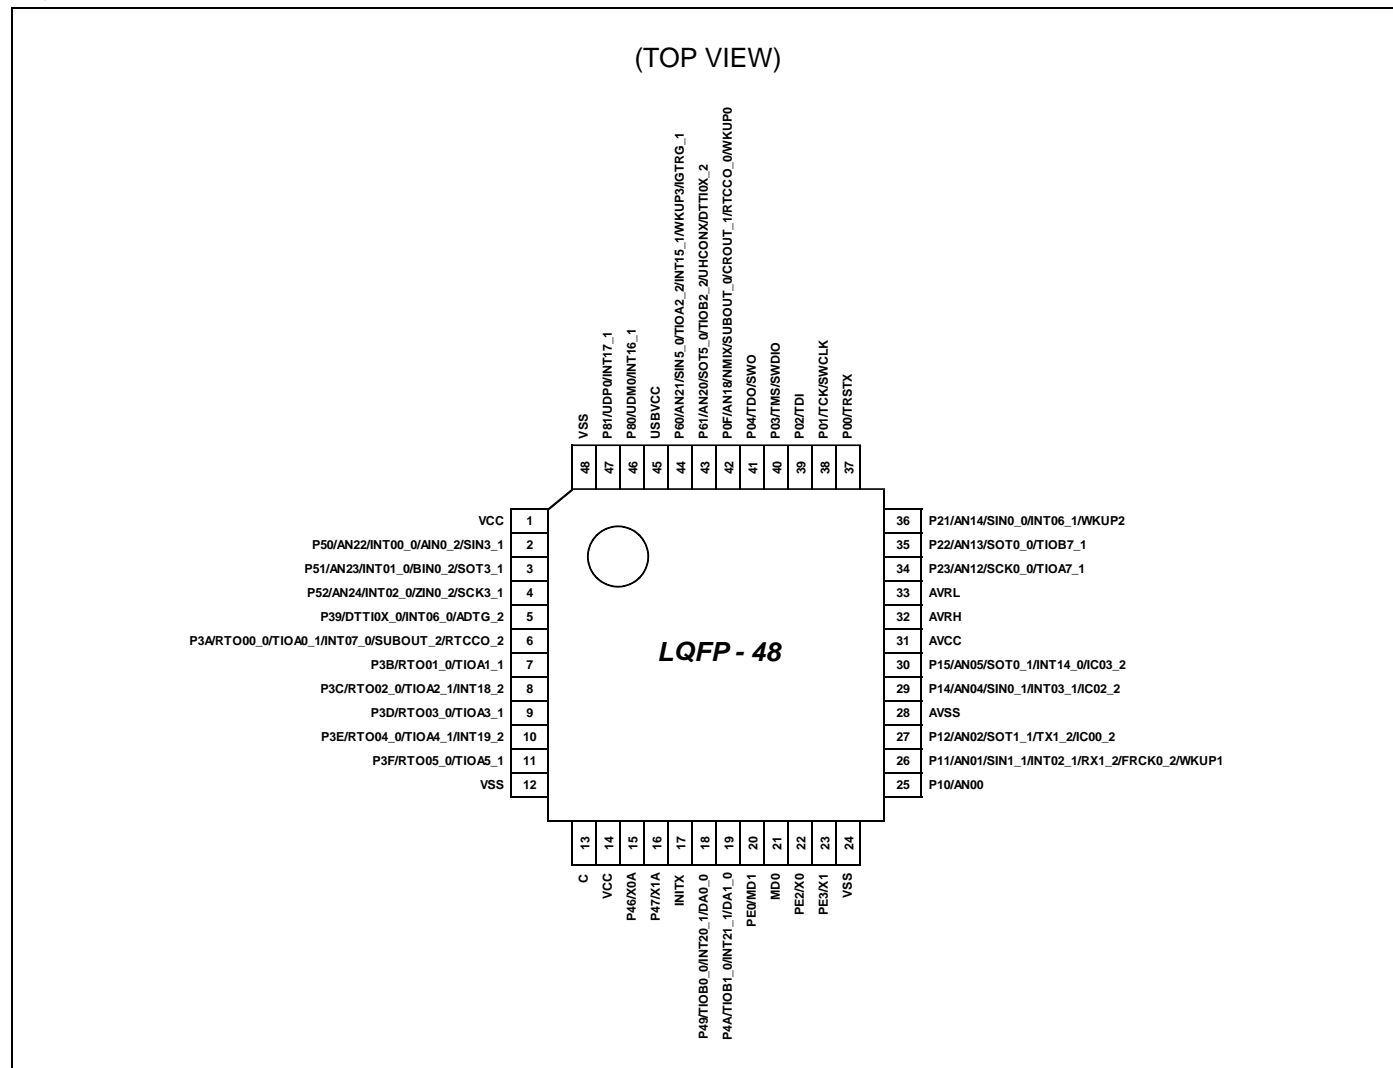 (TOP VIEW)
VSS
P81/UDP0/INT17_1
P80/UDM0/INT16_1
USBVCC
P60/AN21/SIN5_0/TIOA2_2/INT15_1/WKUP3/IGTRG_1
P61/AN20/SOT5_0/TIOB2_2/UHCONX/DTTI0X_2
P0F/AN18/NMIX/SUBOUT_0/CROUT_1/RTCCO_0/WKUP0
P04/TDO/SWO
P03/TMS/SWDIO
P02/TDI
P01/TCK/SWCLK
P00/TRSTX
48 47 46 45 44 43 42 41 40 39 38 37
VCC 1
P50/AN22/INT00_0/AIN0_2/SIN3_1 2
P51/AN23/INT01_0/BIN0_2/SOT3_1 3
P52/AN24/INT02_0/ZIN0_2/SCK3_1 4
P39/DTTI0X_0/INT06_0/ADTG_2 5
P3A/RTO00_0/TIOA0_1/INT07_0/SUBOUT_2/RTCCO_2 6
P3B/RTO01_0/TIOA1_1 7
P3C/RTO02_0/TIOA2_1/INT18_2 8
P3D/RTO03_0/TIOA3_1 9
P3E/RTO04_0/TIOA4_1/INT19_2 10
P3F/RTO05_0/TIOA5_1 11
VSS 12
LQFP - 48
36 P21/AN14/SIN0_0/INT06_1/WKUP2
35 P22/AN13/SOT0_0/TIOB7_1
34 P23/AN12/SCK0_0/TIOA7_1
33 AVRL
32 AVRH
31 AVCC
30 P15/AN05/SOT0_1/INT14_0/IC03_2
29 P14/AN04/SIN0_1/INT03_1/IC02_2
28 AVSS
27 P12/AN02/SOT1_1/TX1_2/IC00_2
26 P11/AN01/SIN1_1/INT02_1/RX1_2/FRCK0_2/WKUP1
25 P10/AN00
13 14 15 16 17 18 19 20 21 22 23 24
C
VCC
P46/X0A
P47/X1A
INITX
P49/TIOB0_0/INT20_1/DA0_0
P4A/TIOB1_0/INT21_1/DA1_0
PE0/MD1
MD0
PE2/X0
PE3/X1
VSS